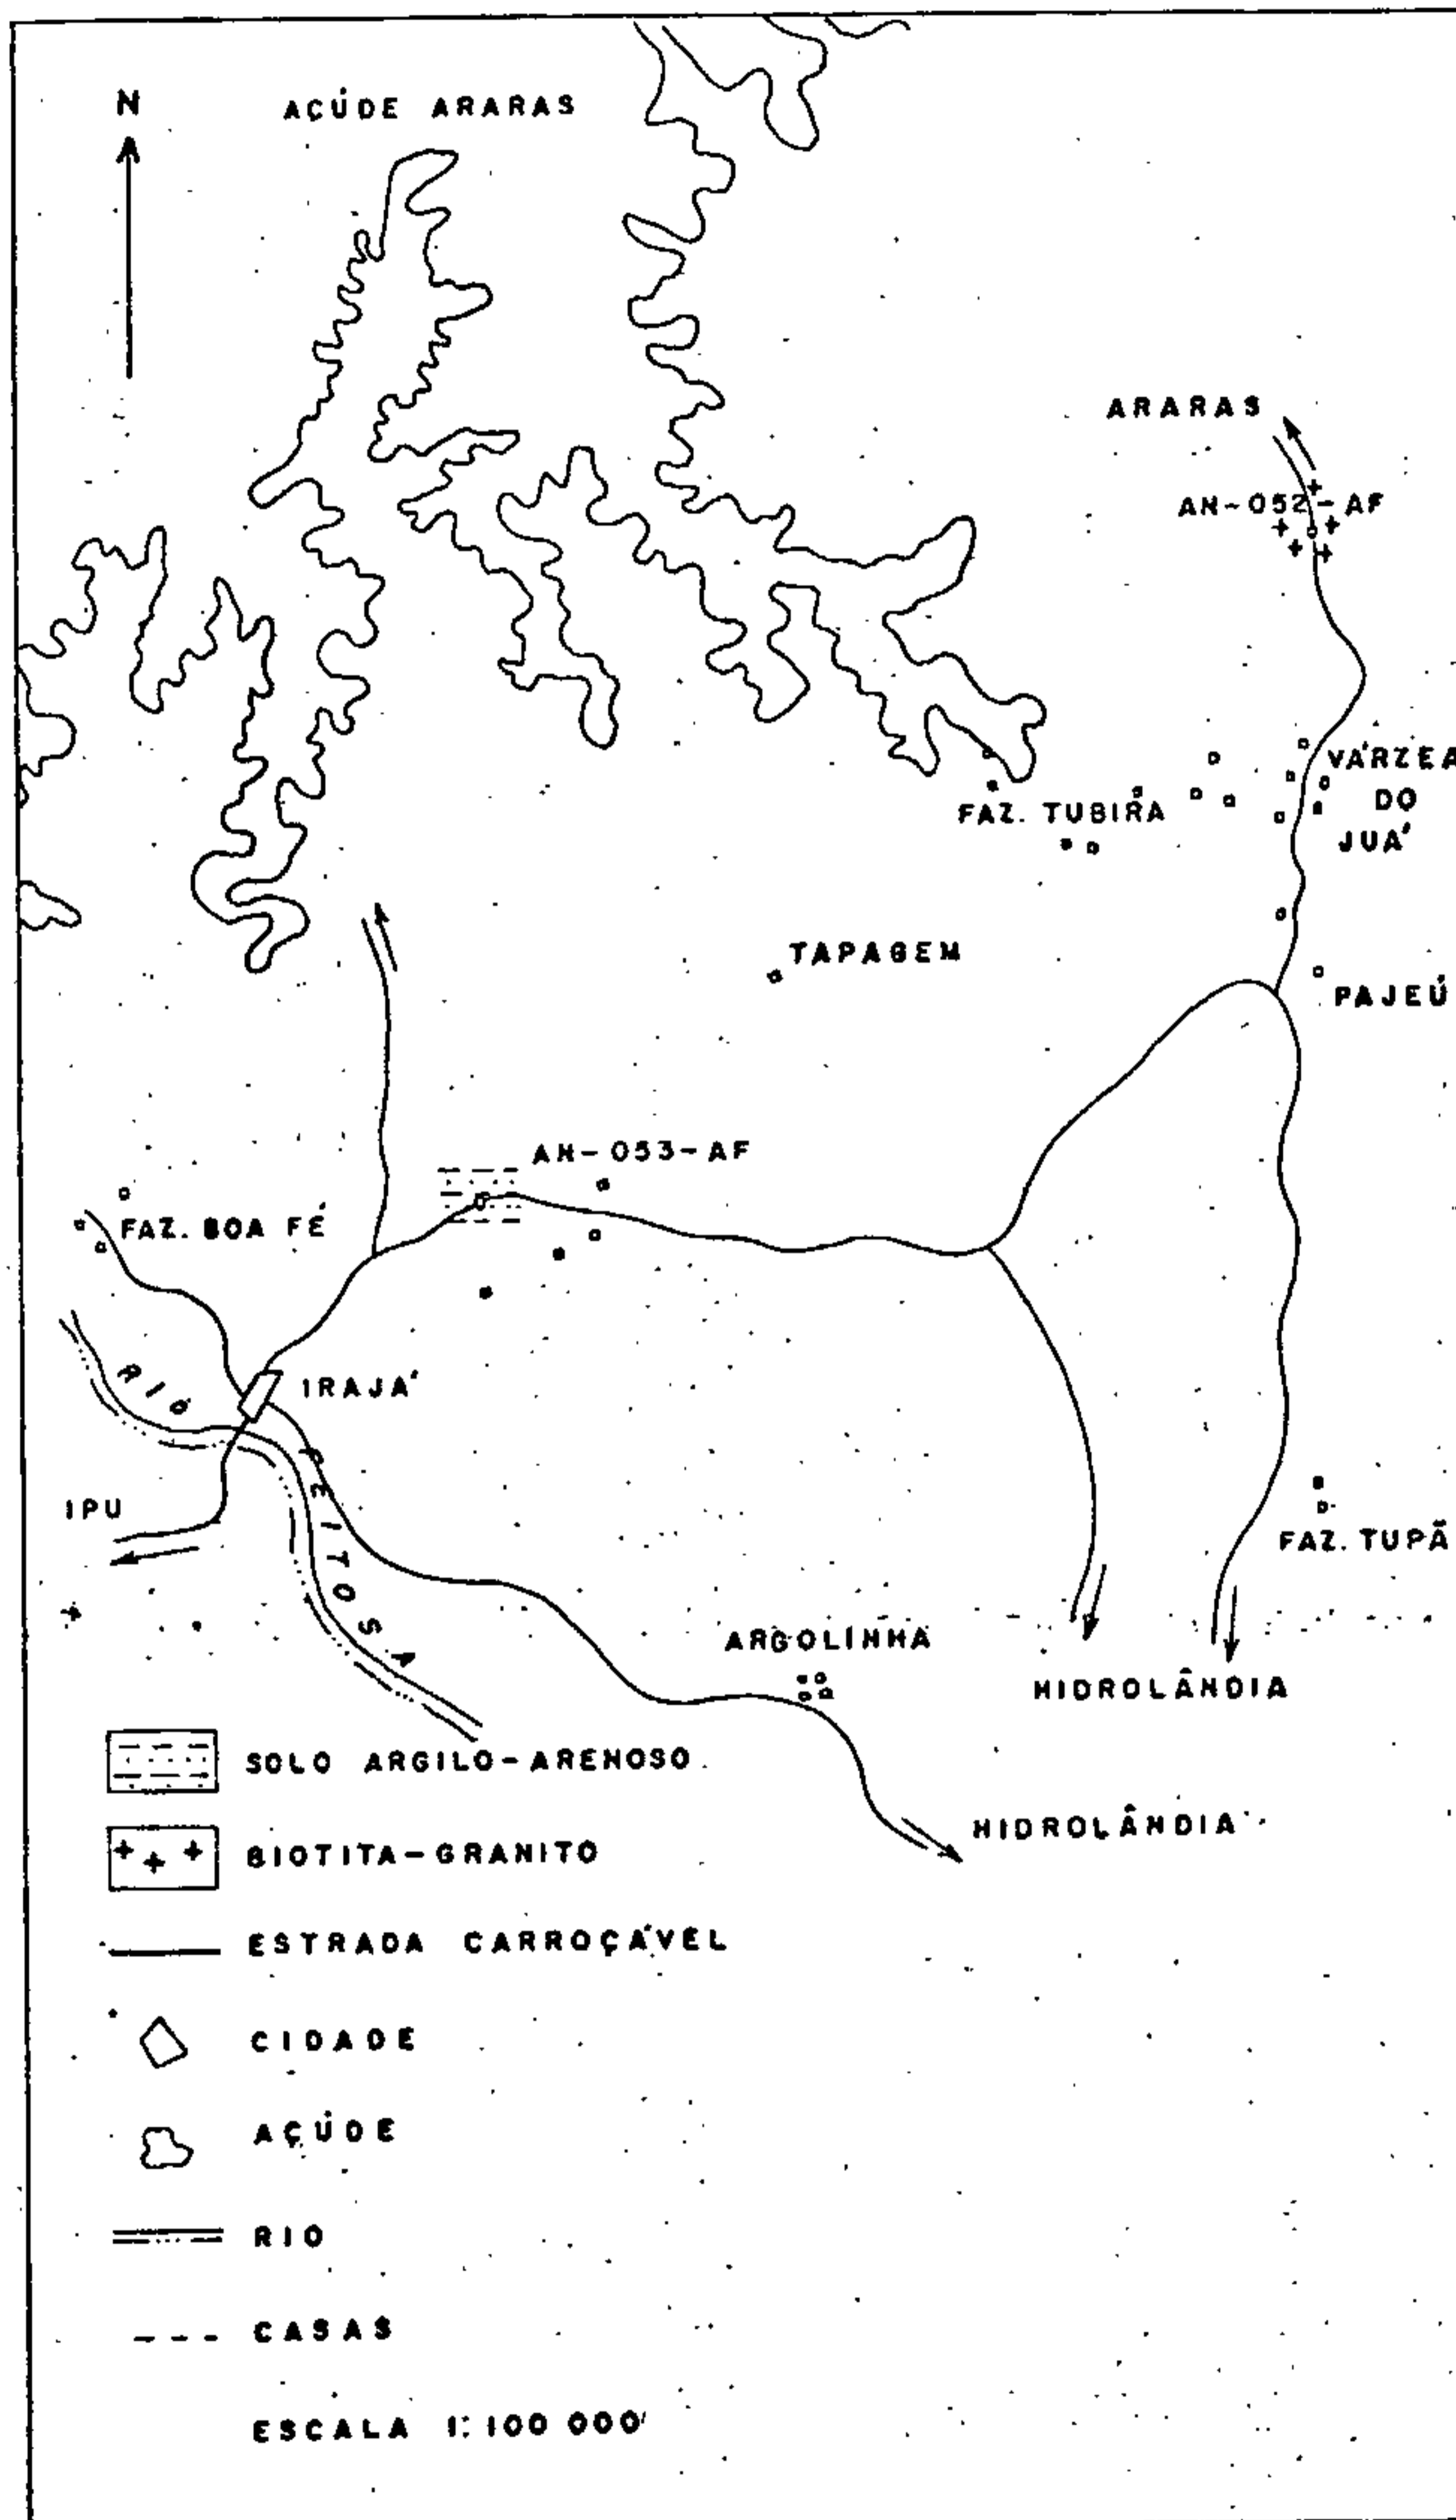 N
AÇÚDE ARARAS
ARARAS
AN-052-AF
VÁRZEA
DO
JUÁ
FAZ. TUBIRA
TAPAGEM
PAJEÚ
AN-053-AF
FAZ. BOA FÉ
RIO
IRAJÁ
IPU
FEITOSA
FAZ. TUPÃ
ARGOLINHA
HIDROLÂNDIA
SOLO ARGILO-ARENOSO
HIDROLÂNDIA
BIOTITA-GRANITO
ESTRADA CARROÇÁVEL
CIDADE
AÇÚDE
RIO
CASAS
ESCALA 1:100 000